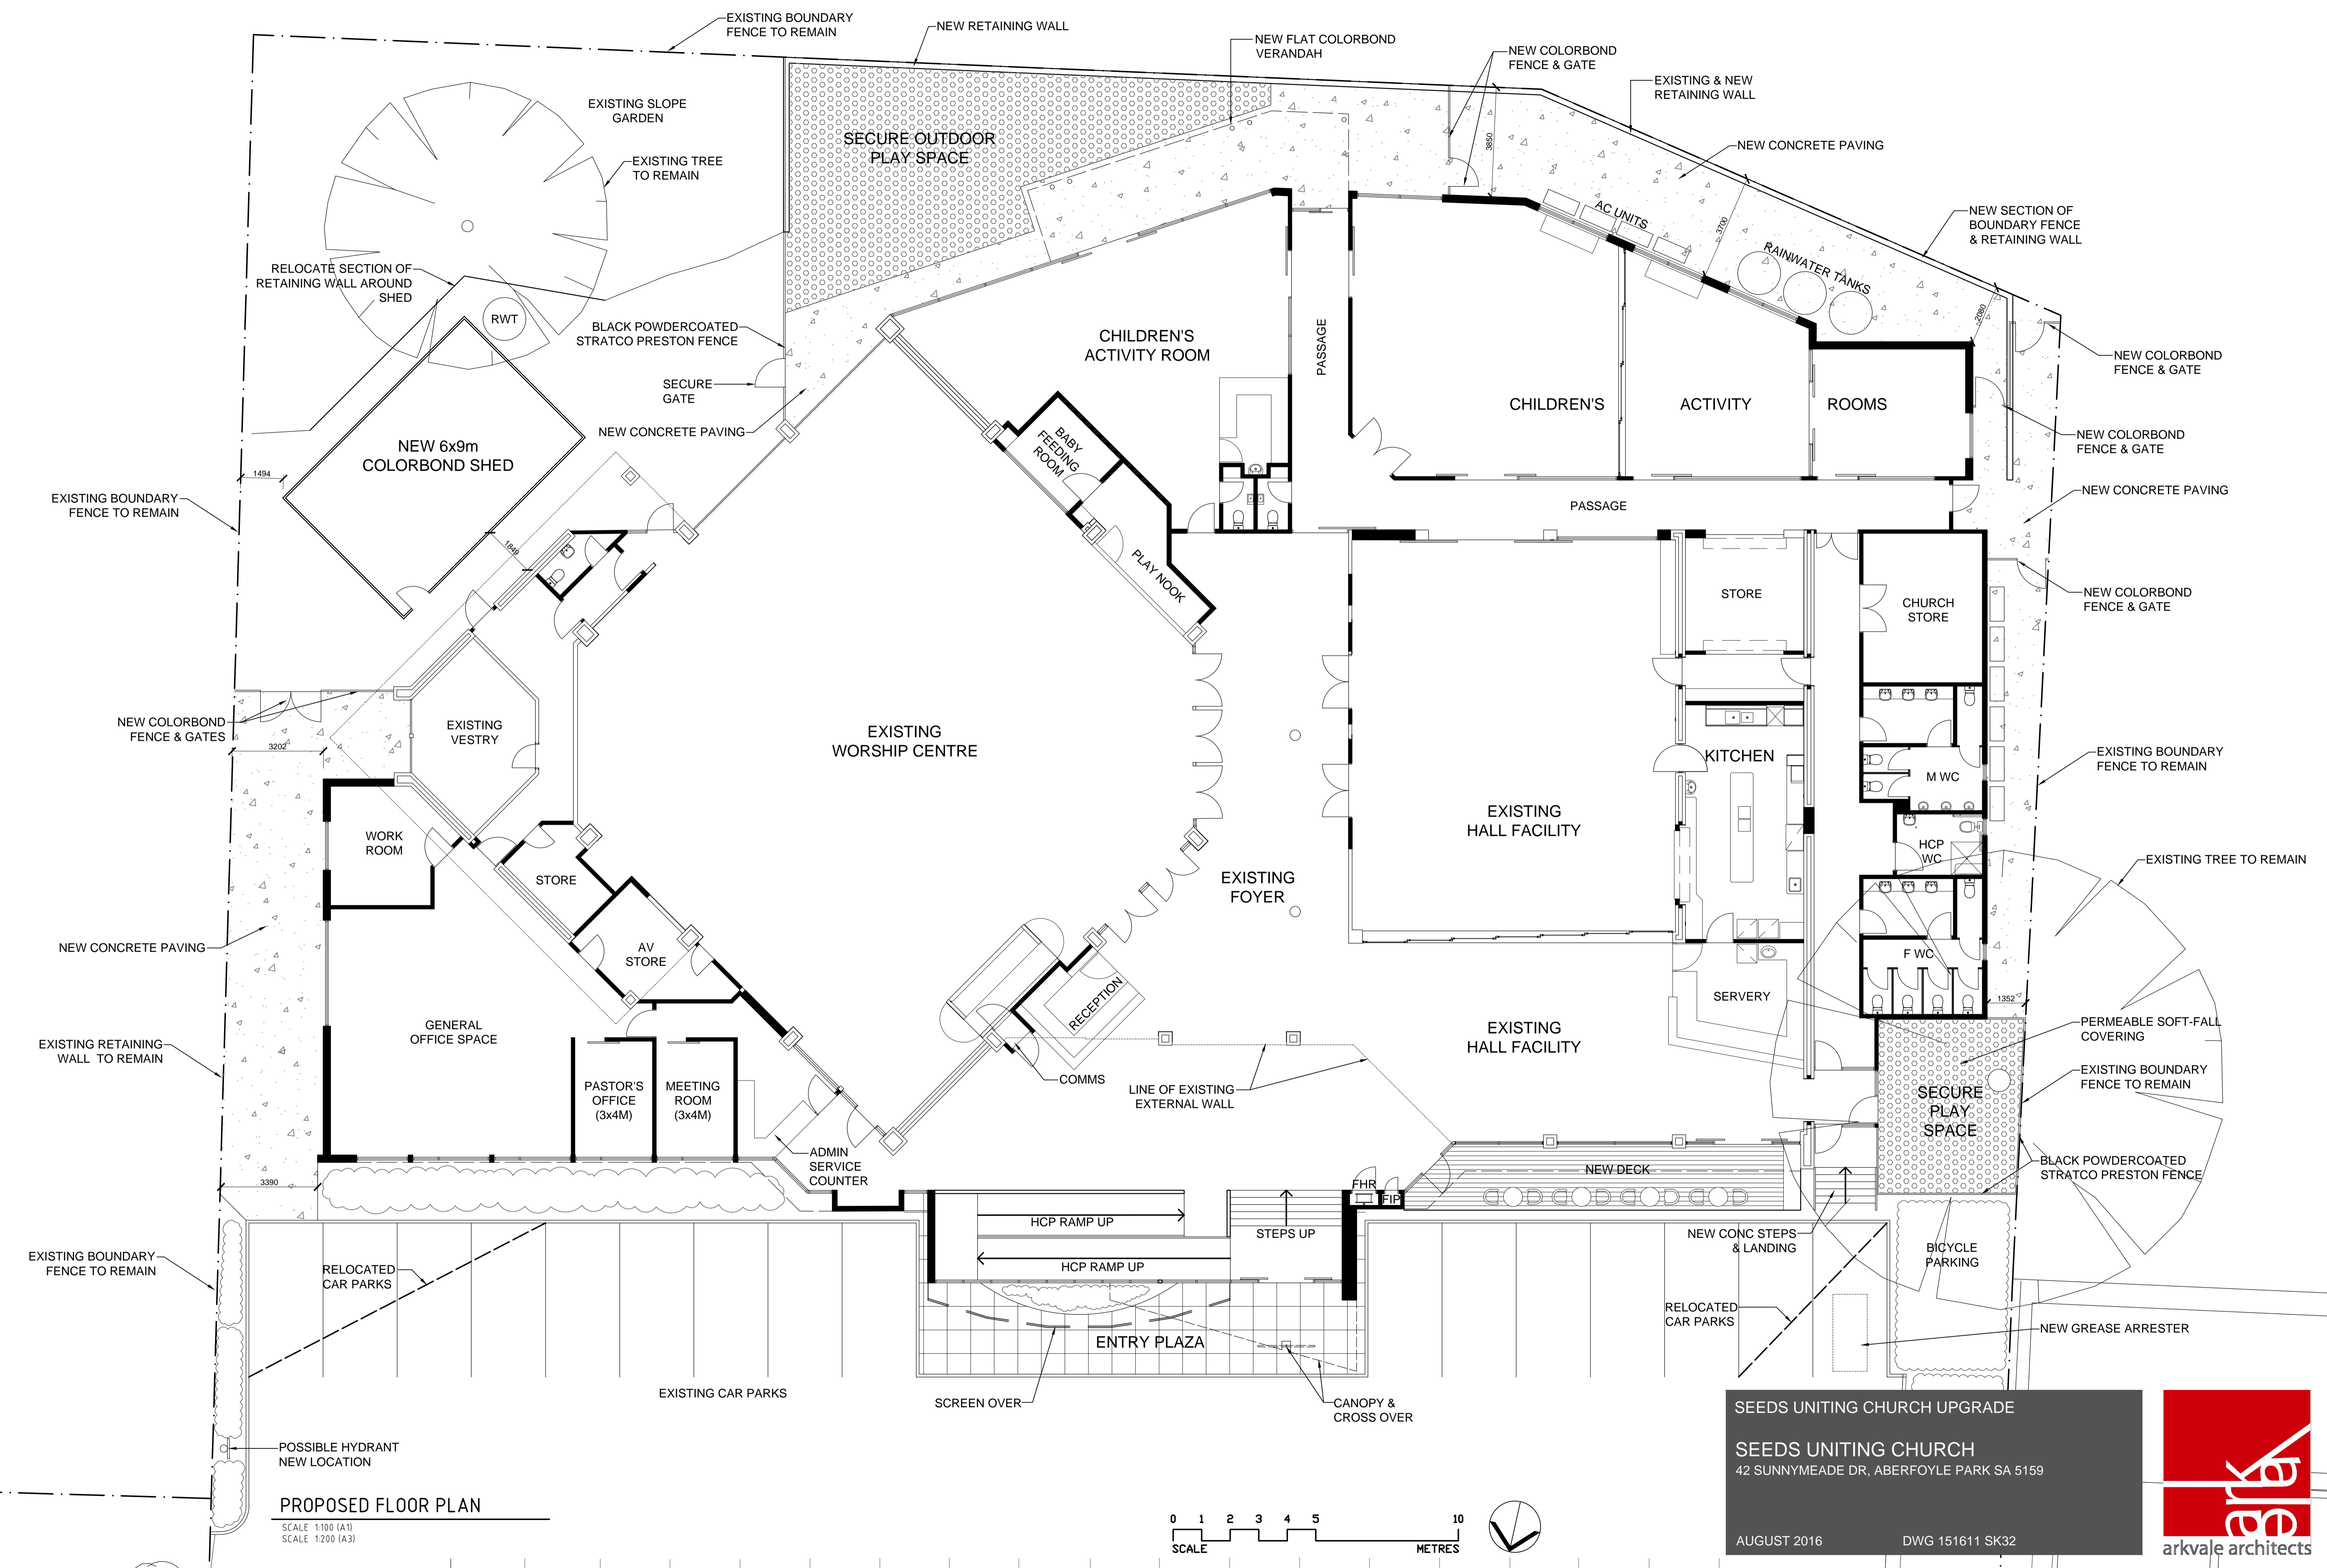 EXISTING BOUNDARY
FENCE TO REMAIN
NEW RETAINING WALL
NEW FLAT COLORBOND
VERANDAH
NEW COLORBOND
FENCE & GATE
EXISTING & NEW
RETAINING WALL
EXISTING SLOPE
GARDEN
SECURE OUTDOOR
PLAY SPACE
3850
NEW CONCRETE PAVING
EXISTING TREE
TO REMAIN
AC UNITS
3700
NEW SECTION OF
BOUNDARY FENCE
& RETAINING WALL
RAINWATER TANKS
RELOCATE SECTION OF
RETAINING WALL AROUND
SHED
RWT
2080
BLACK POWDERCOATED
STRATCO PRESTON FENCE
CHILDREN'S
ACTIVITY ROOM
PASSAGE
NEW COLORBOND
FENCE & GATE
SECURE
GATE
CHILDREN'S
ACTIVITY
ROOMS
NEW CONCRETE PAVING
BABY
FEEDING
ROOM
NEW COLORBOND
FENCE & GATE
NEW 6x9m
COLORBOND SHED
1494
EXISTING BOUNDARY
FENCE TO REMAIN
NEW CONCRETE PAVING
PASSAGE
1849
PLAY NOOK
STORE
CHURCH
STORE
NEW COLORBOND
FENCE & GATE
NEW COLORBOND
FENCE & GATES
3202
EXISTING
VESTRY
EXISTING
WORSHIP CENTRE
KITCHEN
M WC
EXISTING BOUNDARY
FENCE TO REMAIN
EXISTING
HALL FACILITY
WORK
ROOM
HCP
WC
EXISTING TREE TO REMAIN
STORE
EXISTING
FOYER
NEW CONCRETE PAVING
AV
STORE
F WC
RECEPTION
SERVERY
1352
GENERAL
OFFICE SPACE
EXISTING
HALL FACILITY
PERMEABLE SOFT-FALL
COVERING
EXISTING RETAINING
WALL TO REMAIN
COMMS
LINE OF EXISTING
EXTERNAL WALL
EXISTING BOUNDARY
FENCE TO REMAIN
PASTOR'S
OFFICE
(3x4M)
MEETING
ROOM
(3x4M)
SECURE
PLAY
SPACE
ADMIN
SERVICE
COUNTER
BLACK POWDERCOATED
STRATCO PRESTON FENCE
3390
NEW DECK
FHR
FIP
HCP RAMP UP
STEPS UP
NEW CONC STEPS
& LANDING
EXISTING BOUNDARY
FENCE TO REMAIN
BICYCLE
PARKING
RELOCATED
CAR PARKS
HCP RAMP UP
RELOCATED
CAR PARKS
NEW GREASE ARRESTER
ENTRY PLAZA
EXISTING CAR PARKS
SCREEN OVER
CANOPY &
CROSS OVER
POSSIBLE HYDRANT
NEW LOCATION
PROPOSED FLOOR PLAN
SCALE 1:100 (A1)
SCALE 1:200 (A3)
0 1 2 3 4 5 10
SCALE METRES
SEEDS UNITING CHURCH UPGRADE
SEEDS UNITING CHURCH
42 SUNNYMEADE DR, ABERFOYLE PARK SA 5159
AUGUST 2016 DWG 151611 SK32
arkvale
arkvale architects